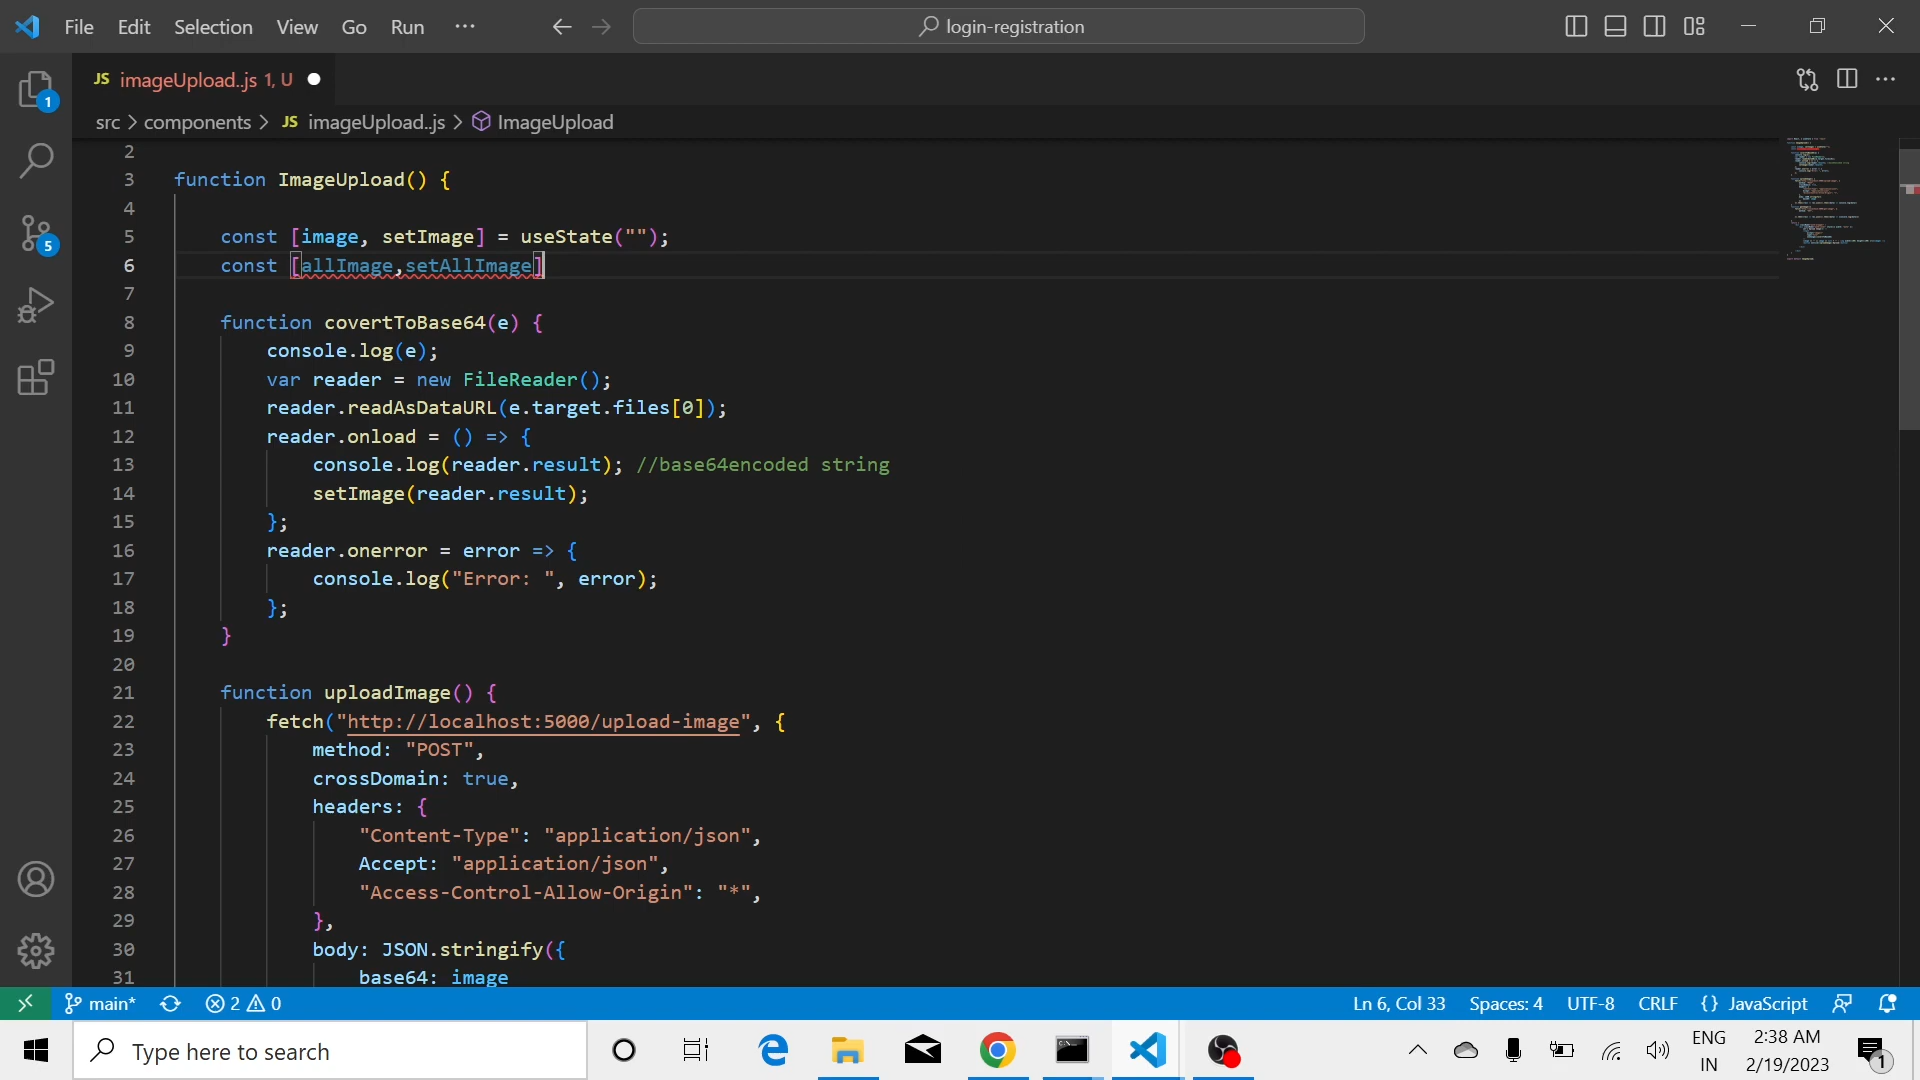 File Edit Selection View Go Run ···
login-registration
JS imageUpload..js 1, U
src > components > JS imageUpload..js > ImageUpload
1
5
2
3 function ImageUpload() {
4
5 const [image, setImage] = useState("");
6 const [allImage,setAllImage]
7
8 function covertToBase64(e) {
9 console.log(e);
10 var reader = new FileReader();
11 reader.readAsDataURL(e.target.files[0]);
12 reader.onload = () => {
13 console.log(reader.result); //base64encoded string
14 setImage(reader.result);
15 };
16 reader.onerror = error => {
17 console.log("Error: ", error);
18 };
19 }
20
21 function uploadImage() {
22 fetch("http://localhost:5000/upload-image", {
23 method: "POST",
24 crossDomain: true,
25 headers: {
26 "Content-Type": "application/json",
27 Accept: "application/json",
28 "Access-Control-Allow-Origin": "*",
29 },
30 body: JSON.stringify({
31 base64: image
main* 2 0 Ln 6, Col 33 Spaces: 4 UTF-8 CRLF {} JavaScript
Type here to search
ENG
IN
2:38 AM
2/19/2023
1